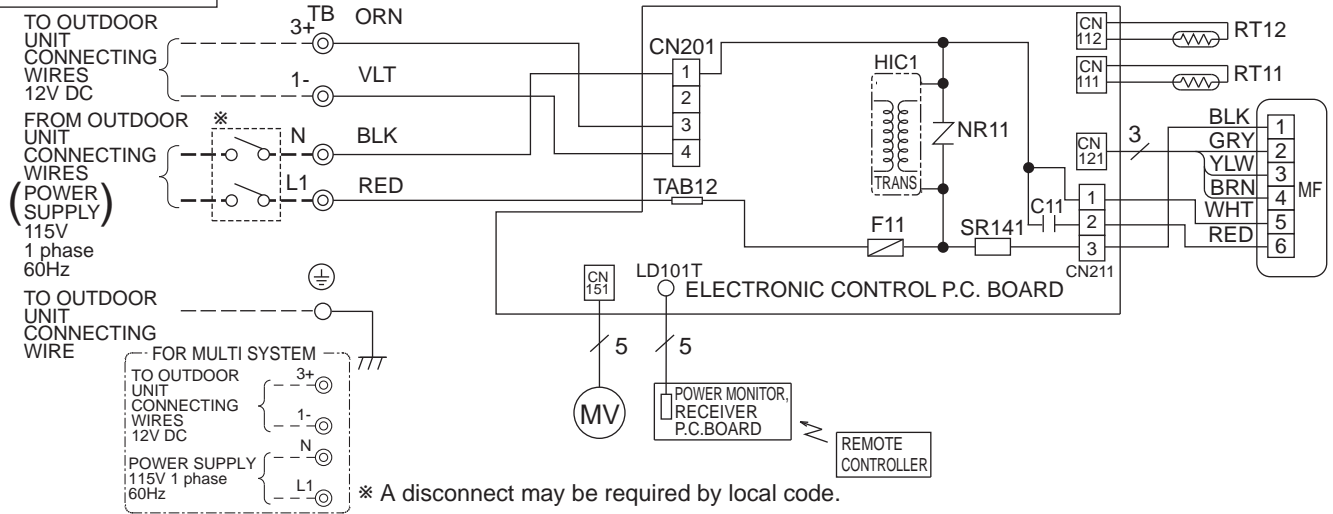 TO OUTDOOR
UNIT
CONNECTING
WIRES
12V DC
3+
TB
ORN
1-
VLT
FROM OUTDOOR
UNIT
CONNECTING
WIRES
(POWER
SUPPLY)
115V
1 phase
60Hz
※
N
BLK
L1
RED
TO OUTDOOR
UNIT
CONNECTING
WIRE
CN201
1
2
3
4
TAB12
HIC1
TRANS
NR11
F11
SR141
C11
1
2
3
CN211
CN
112
RT12
CN
111
RT11
CN
121
3
BLK
GRY
YLW
BRN
WHT
RED
1
2
3
4
5
6
MF
CN
151
LD101T
ELECTRONIC CONTROL P.C. BOARD
5
5
MV
POWER MONITOR,
RECEIVER
P.C.BOARD
REMOTE
CONTROLLER
FOR MULTI SYSTEM
TO OUTDOOR
UNIT
CONNECTING
WIRES
12V DC
3+
1-
POWER SUPPLY
115V 1 phase
60Hz
N
L1
※ A disconnect may be required by local code.